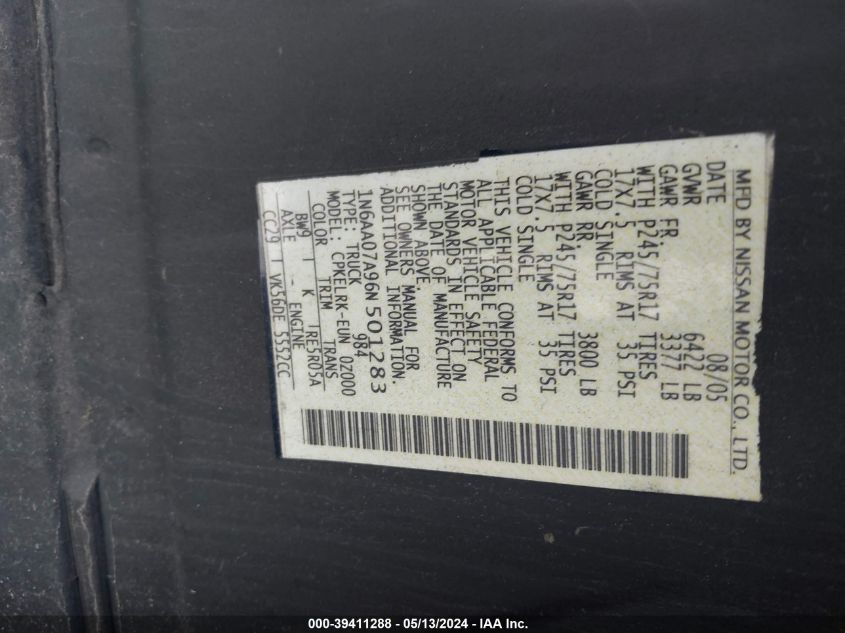 MFD BY NISSAN MOTOR CO., LTD.
DATE 08/05
GVWR 6422 LB
GAWR FR. 3377 LB
WITH P245/75R17 TIRES
17X7.5 RIMS AT 35 PSI
COLD SINGLE
GAWR RR. 3800 LB
WITH P245/75R17 TIRES
17X7.5 RIMS AT 35 PSI
COLD SINGLE
THIS VEHICLE CONFORMS TO
ALL APPLICABLE FEDERAL
MOTOR VEHICLE SAFETY
STANDARDS IN EFFECT ON
THE DATE OF MANUFACTURE
SHOWN ABOVE.
SEE OWNERS MANUAL FOR
ADDITIONAL INFORMATION.
1N6AA07A96N501283
TYPE: TRUCK 984
MODEL: CPKELRK-EUN 0Z000
COLOR TRIM TRANS
BW9 K RE5R05A
AXLE - ENGINE
CC29 VK56DE 5552CC
000-39411288 - 05/13/2024 - IAA Inc.